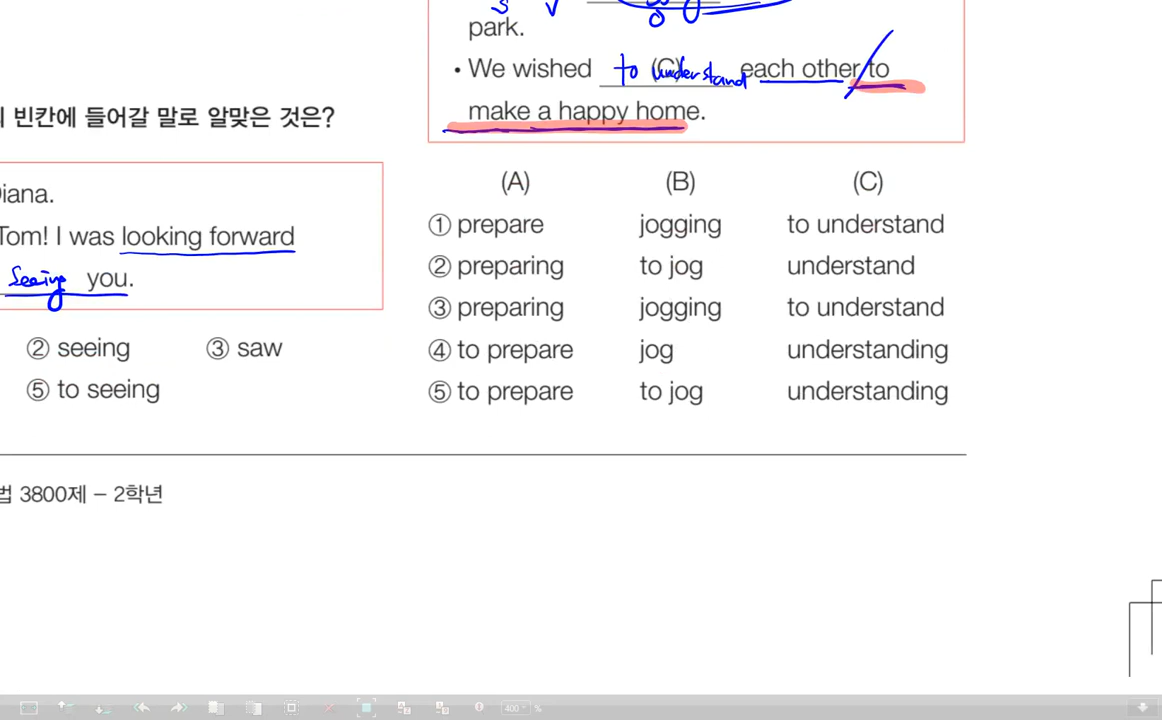 park.
• We wished to understand (C) each other to
make a happy home.
빈칸에 들어갈 말로 알맞은 것은?
Diana.
Tom! I was looking forward
seeing you.
② seeing ③ saw
⑤ to seeing
(A) (B) (C)
① prepare jogging to understand
② preparing to jog understand
③ preparing jogging to understand
④ to prepare jog understanding
⑤ to prepare to jog understanding
법 3800제 – 2학년
400 %